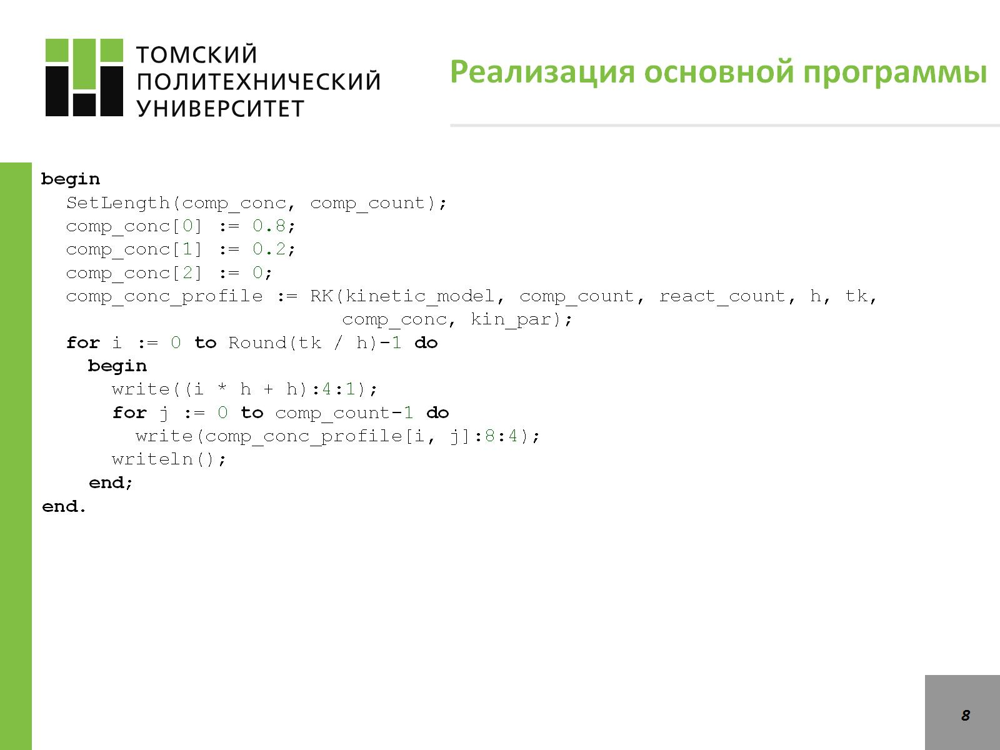 ТОМСКИЙ
ПОЛИТЕХНИЧЕСКИЙ
УНИВЕРСИТЕТ
Реализация основной программы
begin
  SetLength(comp_conc, comp_count);
  comp_conc[0] := 0.8;
  comp_conc[1] := 0.2;
  comp_conc[2] := 0;
  comp_conc_profile := RK(kinetic_model, comp_count, react_count, h, tk,
                          comp_conc, kin_par);
  for i := 0 to Round(tk / h)-1 do
    begin
      write((i * h + h):4:1);
      for j := 0 to comp_count-1 do
        write(comp_conc_profile[i, j]:8:4);
      writeln();
    end;
end.
8